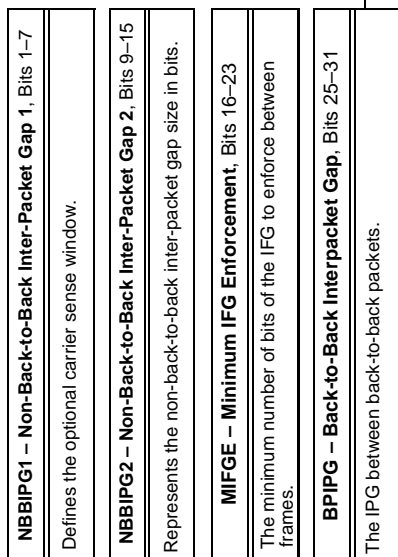 NBBIPG1 – Non-Back-to-Back Inter-Packet Gap 1, Bits 1–7
Defines the optional carrier sense window.
NBBIPG2 – Non-Back-to-Back Inter-Packet Gap 2, Bits 9–15
Represents the non-back-to-back inter-packet gap size in bits.
MIFGE – Minimum IFG Enforcement, Bits 16–23
The minimum number of bits of the IFG to enforce between
frames.
BPIPG – Back-to-Back Interpacket Gap, Bits 25–31
The IPG between back-to-back packets.